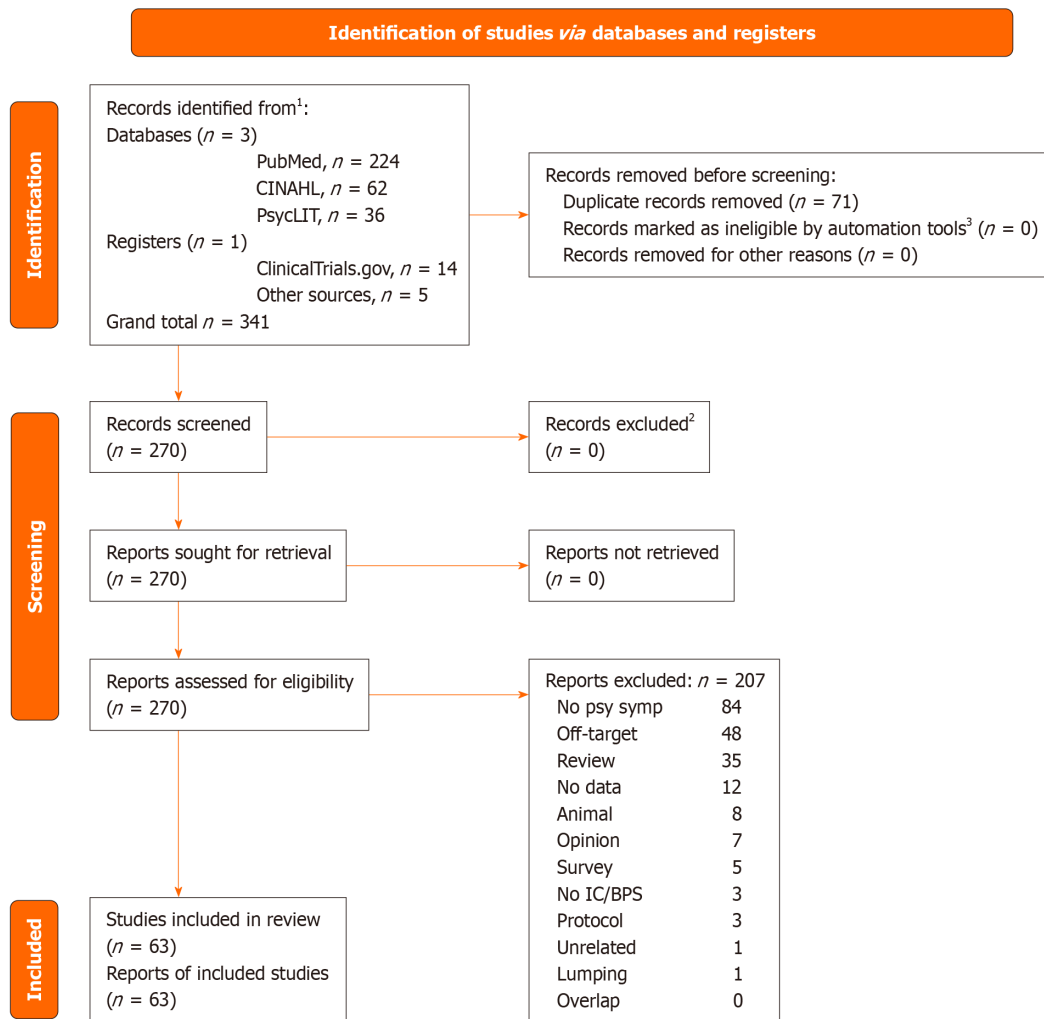 Identification of studies via databases and registers
Identification
Records identified from1:
Databases (n = 3)
PubMed, n = 224
CINAHL, n = 62
PsycLIT, n = 36
Registers (n = 1)
ClinicalTrials.gov, n = 14
Other sources, n = 5
Grand total n = 341
Records removed before screening:
Duplicate records removed (n = 71)
Records marked as ineligible by automation tools3 (n = 0)
Records removed for other reasons (n = 0)
Screening
Records screened
(n = 270)
Records excluded2
(n = 0)
Reports sought for retrieval
(n = 270)
Reports not retrieved
(n = 0)
Reports assessed for eligibility
(n = 270)
Reports excluded: n = 207
No psy symp 84
Off-target 48
Review 35
No data 12
Animal 8
Opinion 7
Survey 5
No IC/BPS 3
Protocol 3
Unrelated 1
Lumping 1
Overlap 0
Included
Studies included in review
(n = 63)
Reports of included studies
(n = 63)